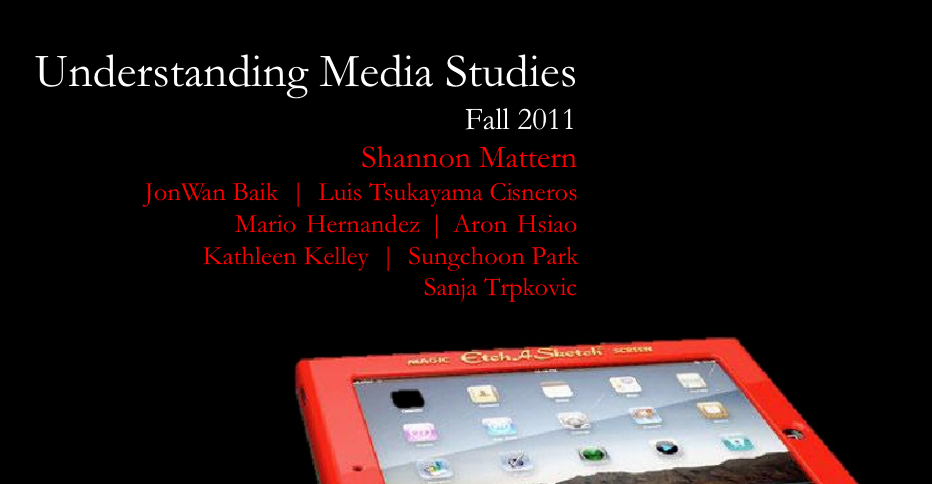 Understanding Media Studies
Fall 2011
Shannon Mattern
JonWan Baik | Luis Tsukayama Cisneros
Mario Hernandez | Aron Hsiao
Kathleen Kelley | Sungchoon Park
Sanja Trpkovic
MAGIC Etch A Sketch SCREEN